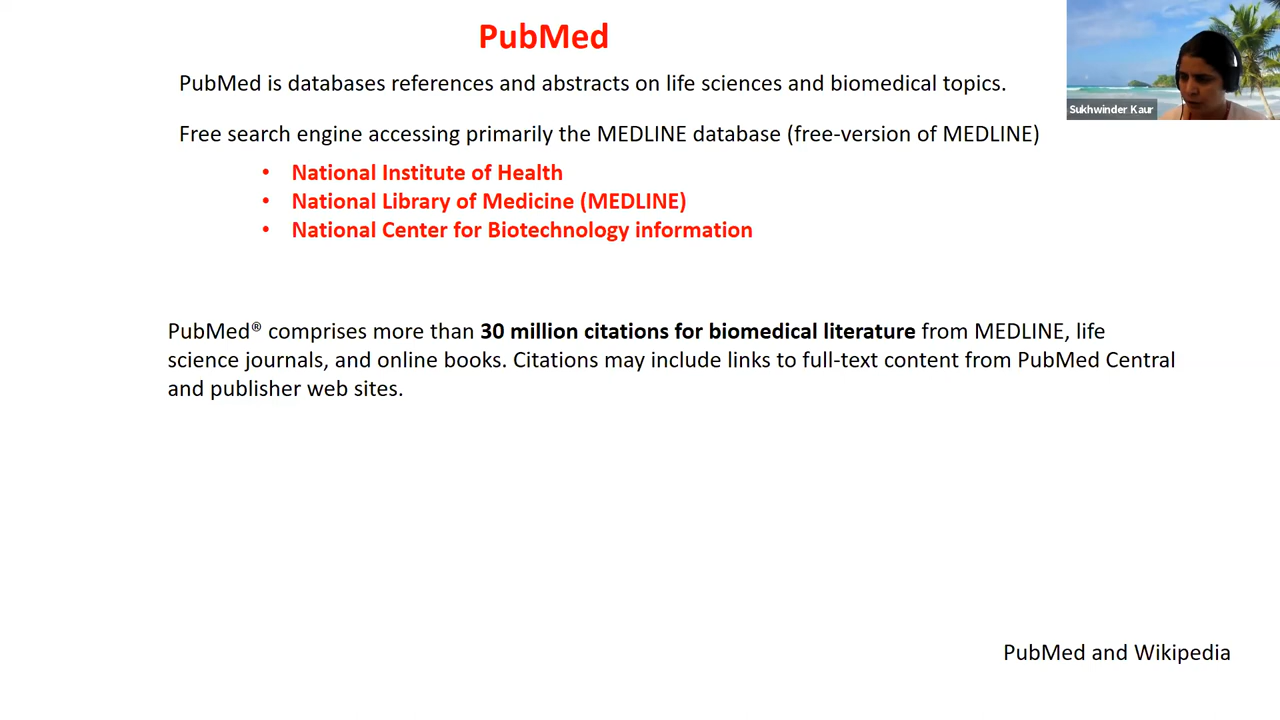 PubMed
PubMed is databases references and abstracts on life sciences and biomedical topics.
Sukhwinder Kaur
Free search engine accessing primarily the MEDLINE database (free-version of MEDLINE)
• National Institute of Health
• National Library of Medicine (MEDLINE)
• National Center for Biotechnology information
PubMed® comprises more than 30 million citations for biomedical literature from MEDLINE, life
science journals, and online books. Citations may include links to full-text content from PubMed Central
and publisher web sites.
PubMed and Wikipedia